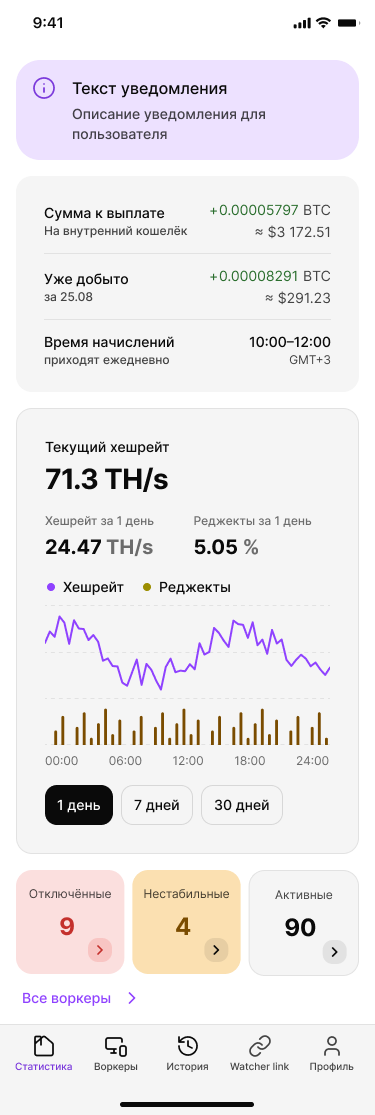 9:41
Текст уведомления
Описание уведомления для
пользователя
Сумма к выплате
+0.00005797 BTC
На внутренний кошелёк
≈ $3 172.51
Уже добыто
+0.00008291 BTC
за 25.08
≈ $291.23
Время начислений
10:00–12:00
приходят ежедневно
GMT+3
Текущий хешрейт
71.3 TH/s
Хешрейт за 1 день
Реджекты за 1 день
24.47 TH/s
5.05 %
Хешрейт
Реджекты
00:00 06:00 12:00 18:00 24:00
1 день
7 дней
30 дней
Отключённые
Нестабильные
Активные
9
4
90
Все воркеры
Статистика
Воркеры
История
Watcher link
Профиль